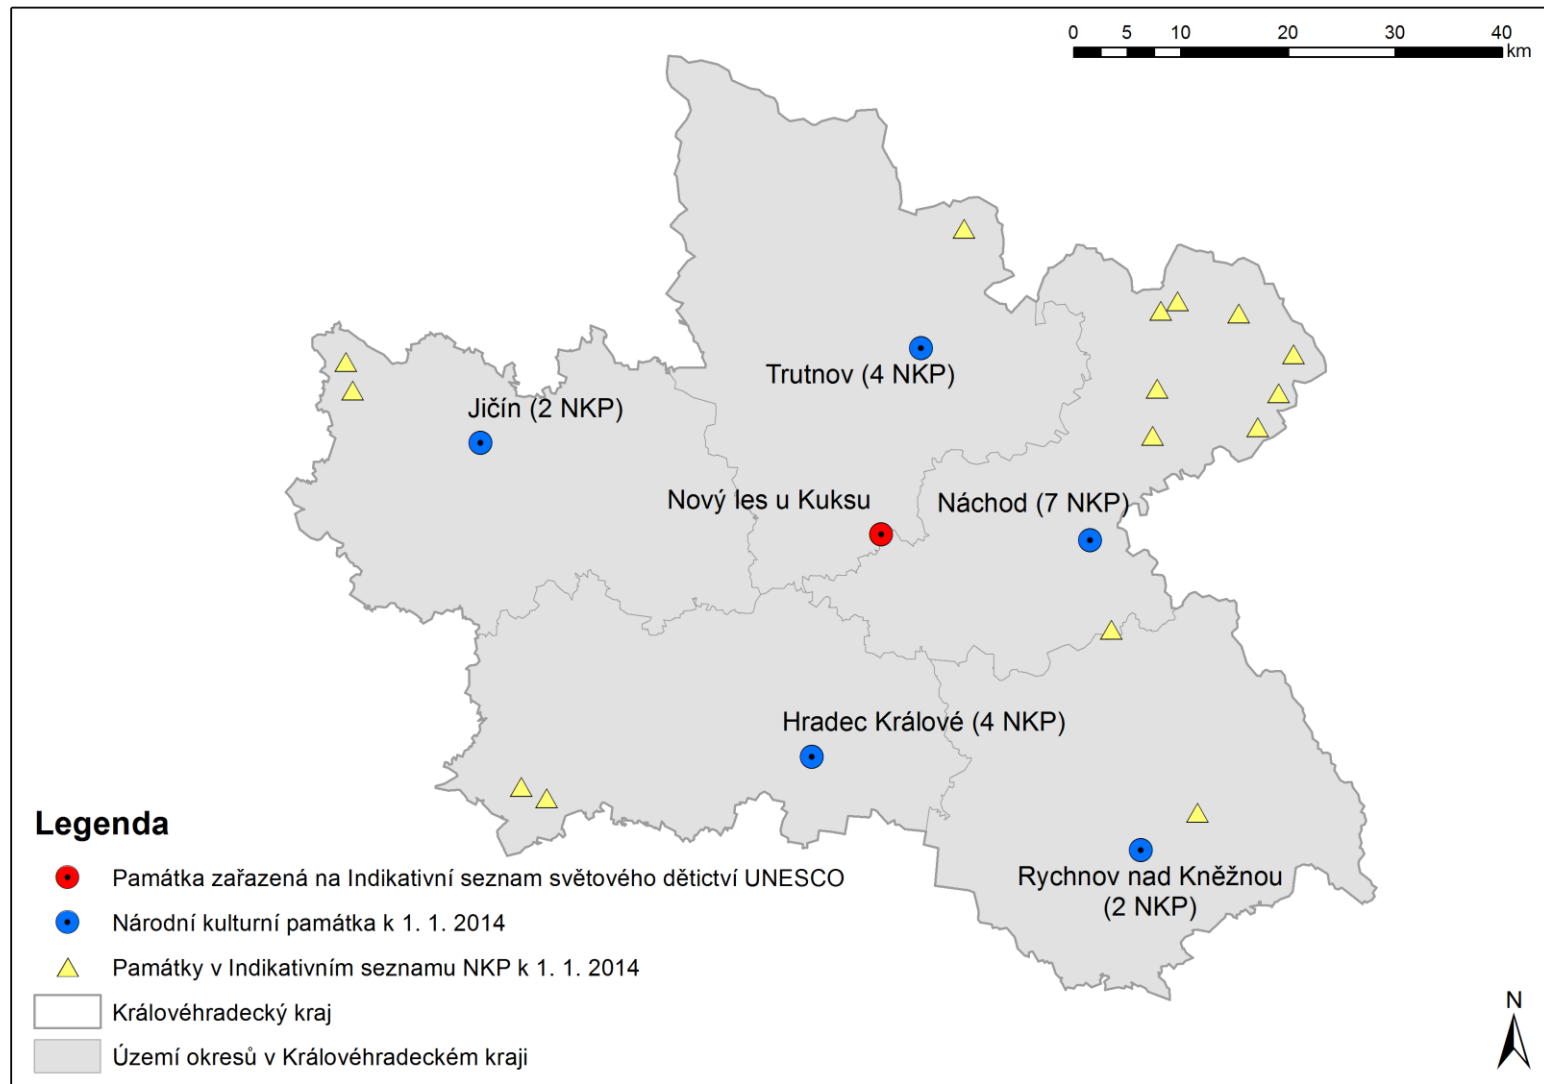 0 5 10 20 30 40
km
Trutnov (4 NKP)
Jičín (2 NKP)
Nový les u Kuksu
Náchod (7 NKP)
Hradec Králové (4 NKP)
Rychnov nad Kněžnou
(2 NKP)
Legenda
Památka zařazená na Indikativní seznam světového dětictví UNESCO
Národní kulturní památka k 1. 1. 2014
Památky v Indikativním seznamu NKP k 1. 1. 2014
Královéhradecký kraj
Území okresů v Královéhradeckém kraji
N